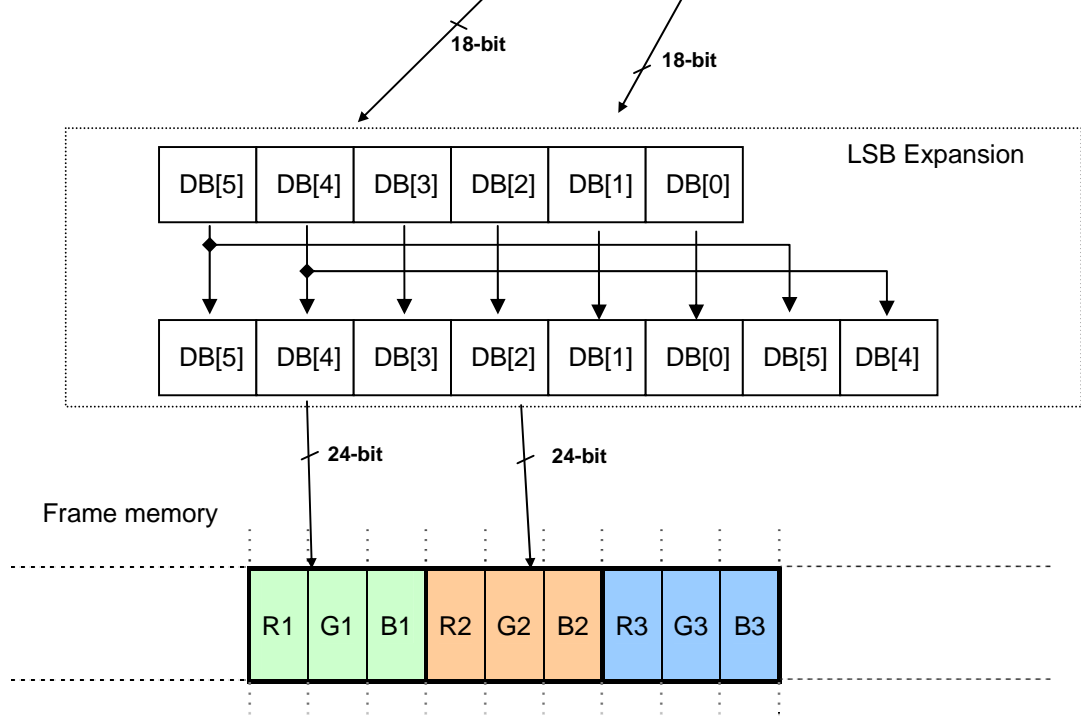 18-bit
18-bit
LSB Expansion
DB[5] DB[4] DB[3] DB[2] DB[1] DB[0]
DB[5] DB[4] DB[3] DB[2] DB[1] DB[0] DB[5] DB[4]
24-bit 24-bit
Frame memory
R1 G1 B1 R2 G2 B2 R3 G3 B3